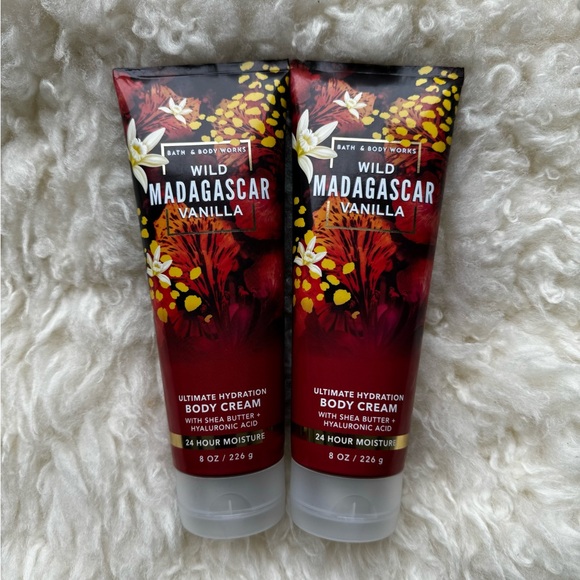 BATH & BODY WORKS
WILD
MADAGASCAR
VANILLA
ULTIMATE HYDRATION
BODY CREAM
WITH SHEA BUTTER +
HYALURONIC ACID
24 HOUR MOISTURE
8 OZ / 226 g
BATH & BODY WORKS
WILD
MADAGASCAR
VANILLA
ULTIMATE HYDRATION
BODY CREAM
WITH SHEA BUTTER +
HYALURONIC ACID
24 HOUR MOISTURE
8 OZ / 226 g